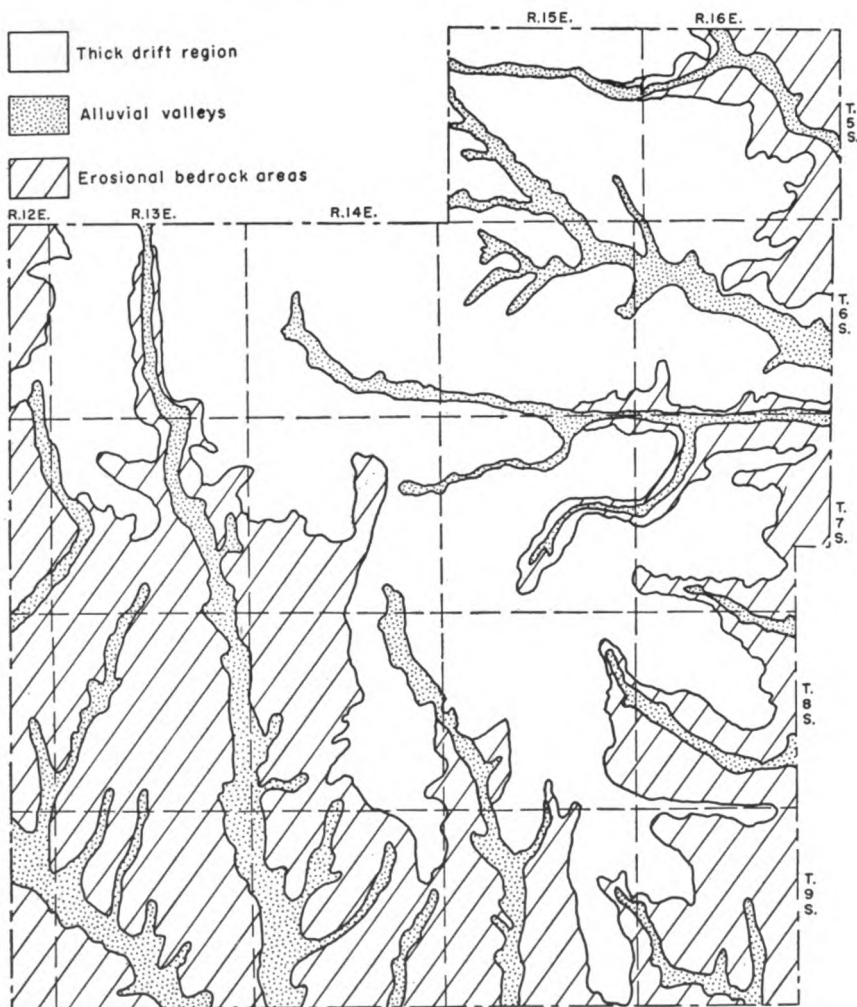 R.15E. R.16E.
Thick drift region
Alluvial valleys
Erosional bedrock areas
T.
5
S.
R.12E. R.13E. R.14E.
T.
6
S.
T.
7
S.
T.
8
S.
T.
9
S.